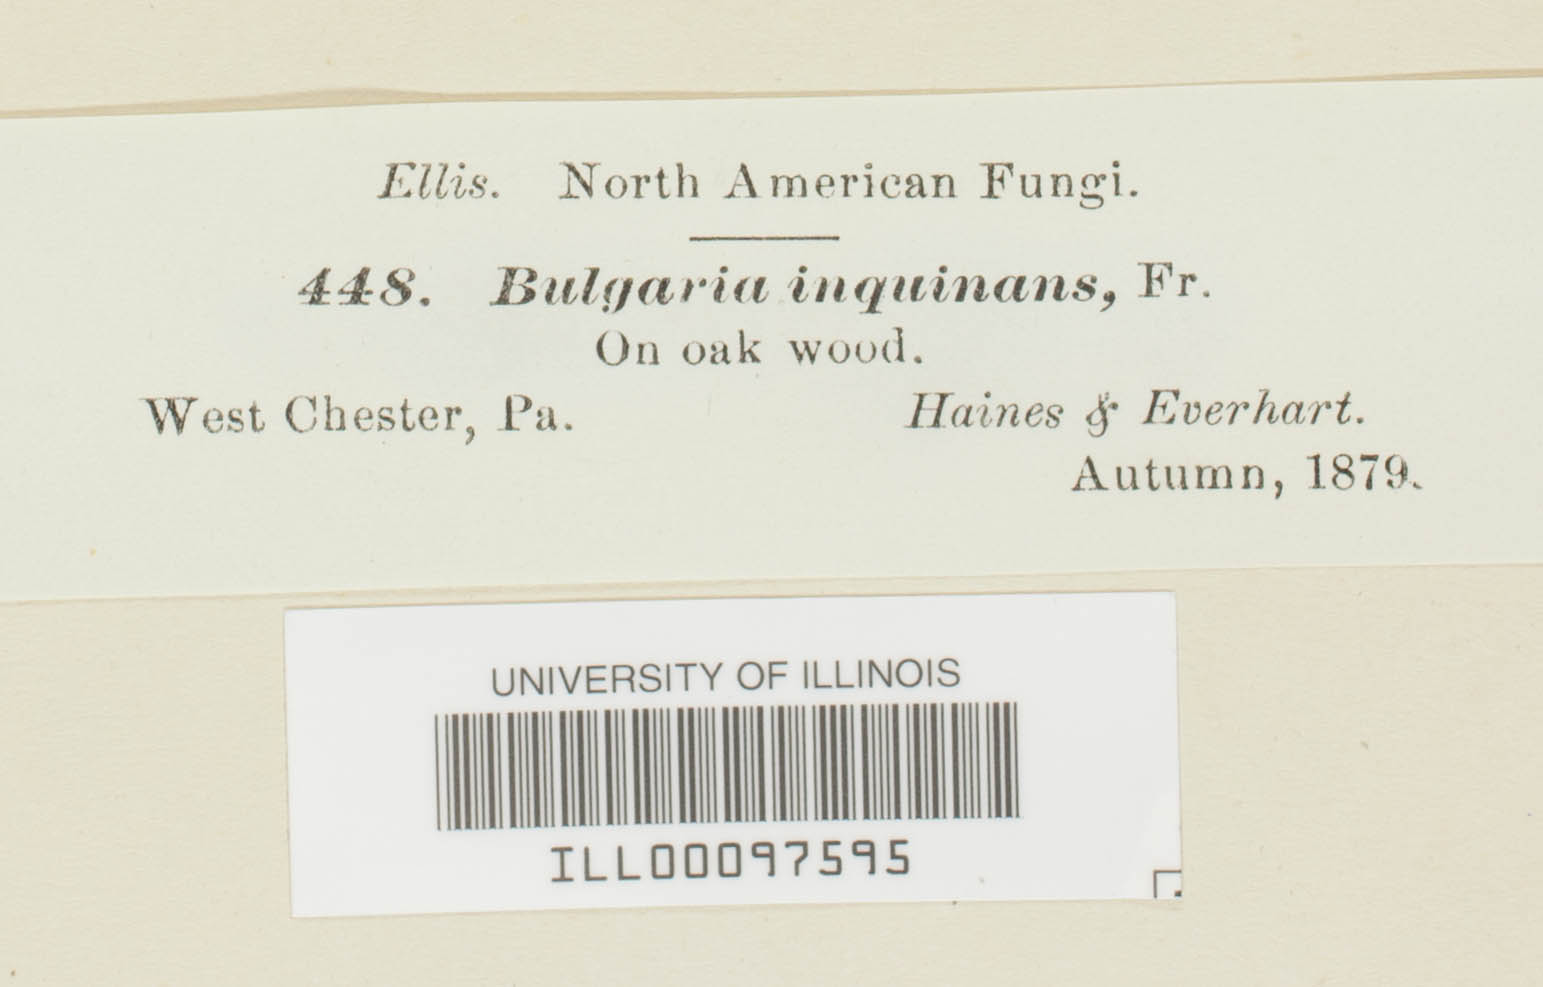 Ellis. North American Fungi.
448. Bulgaria inquinans, Fr.
On oak wood.
West Chester, Pa. Haines & Everhart.
Autumn, 1879.
UNIVERSITY OF ILLINOIS
ILL00097595